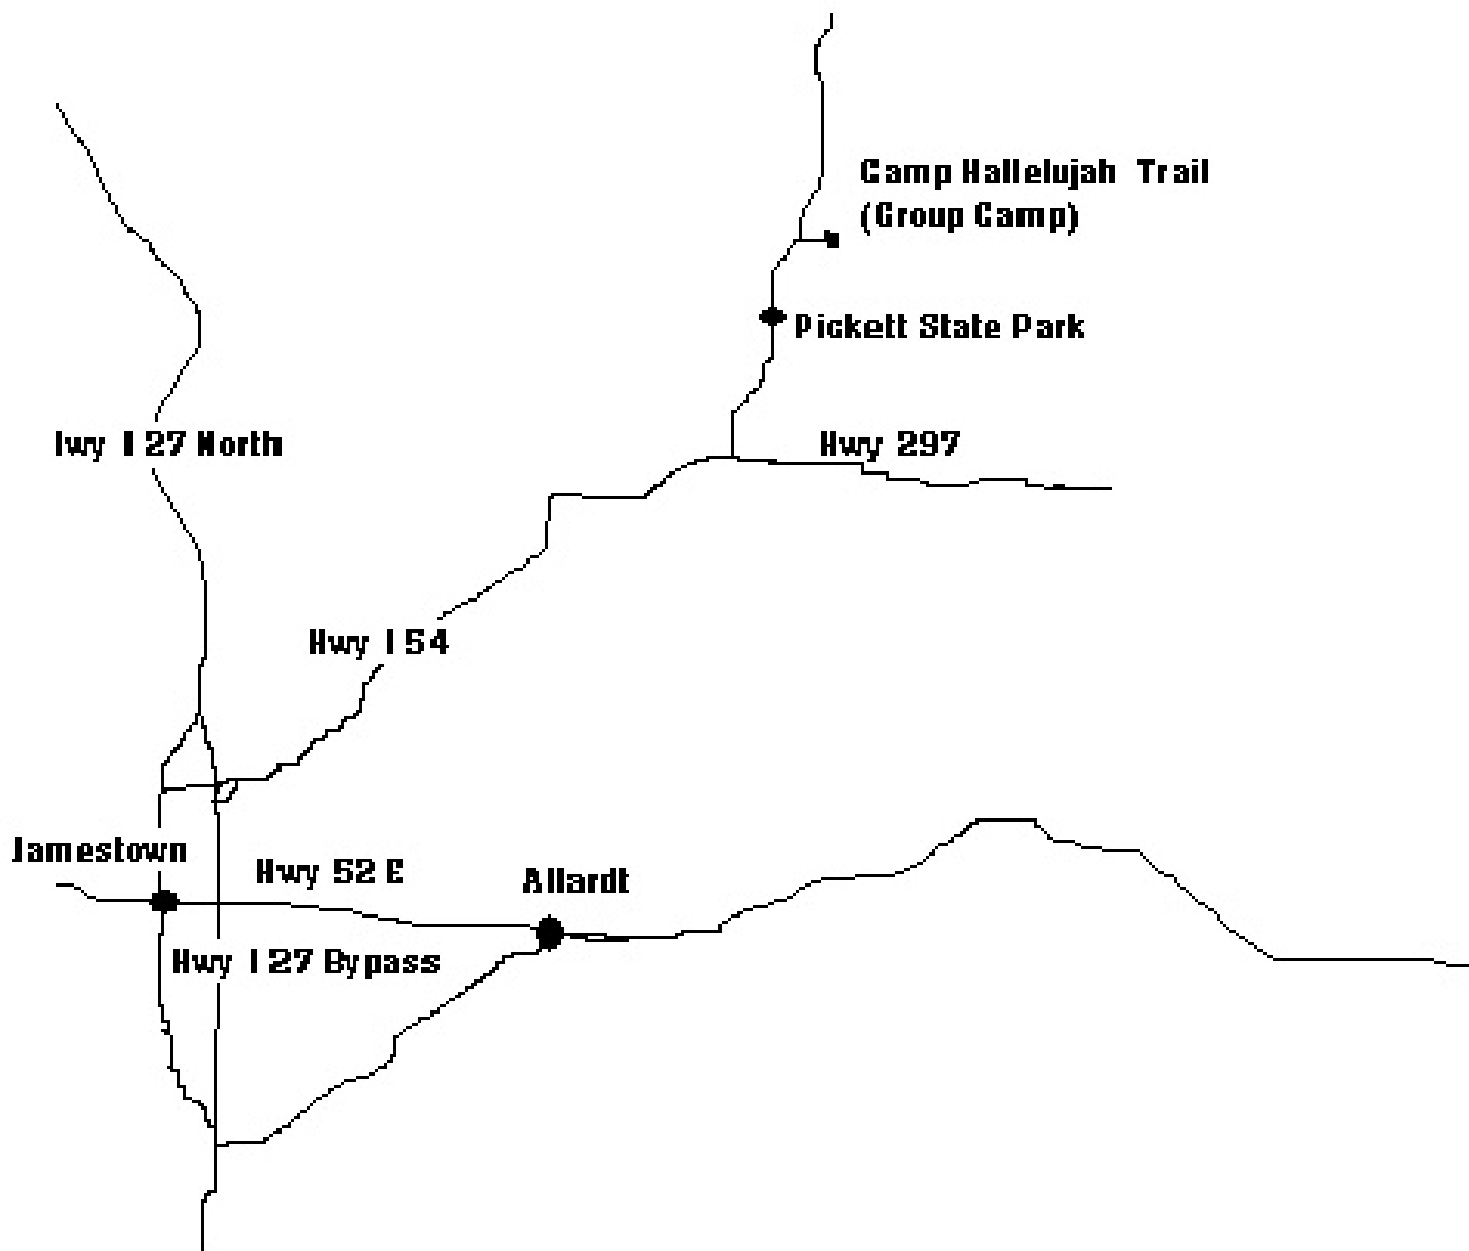 Camp Hallelujah Trail
(Group Camp)
Pickett State Park
Hwy 297
Iwy 127 North
Hwy 154
Jamestown
Hwy 52 E
Allardt
Hwy 127 Bypass